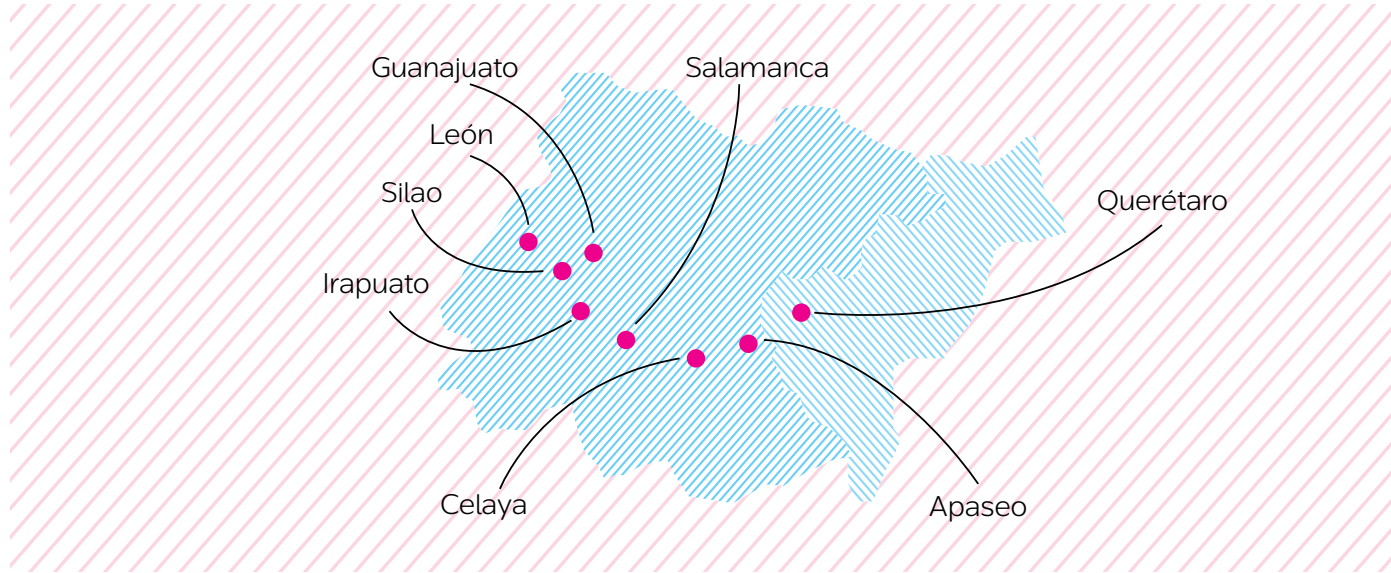 Guanajuato
Salamanca
León
Silao
Querétaro
Irapuato
Celaya
Apaseo